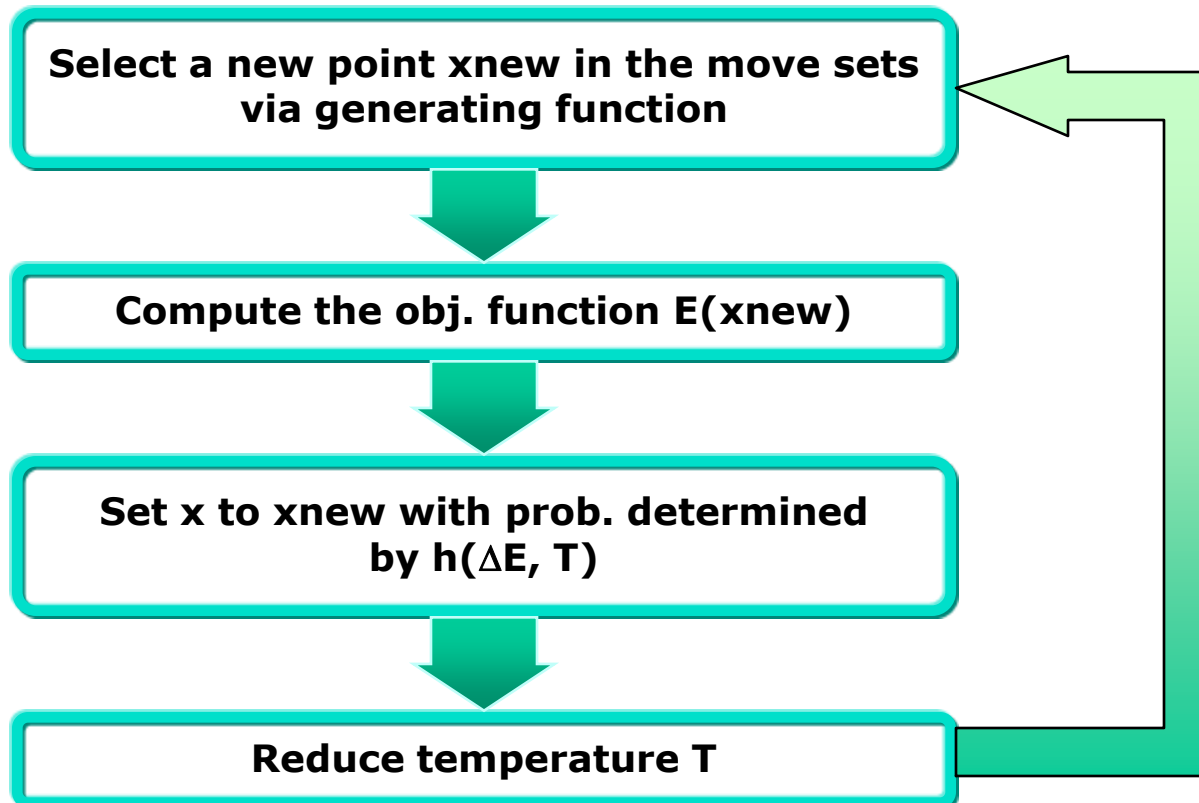 Select a new point xnew in the move sets
via generating function
Compute the obj. function E(xnew)
Set x to xnew with prob. determined
by h(ΔE, T)
Reduce temperature T